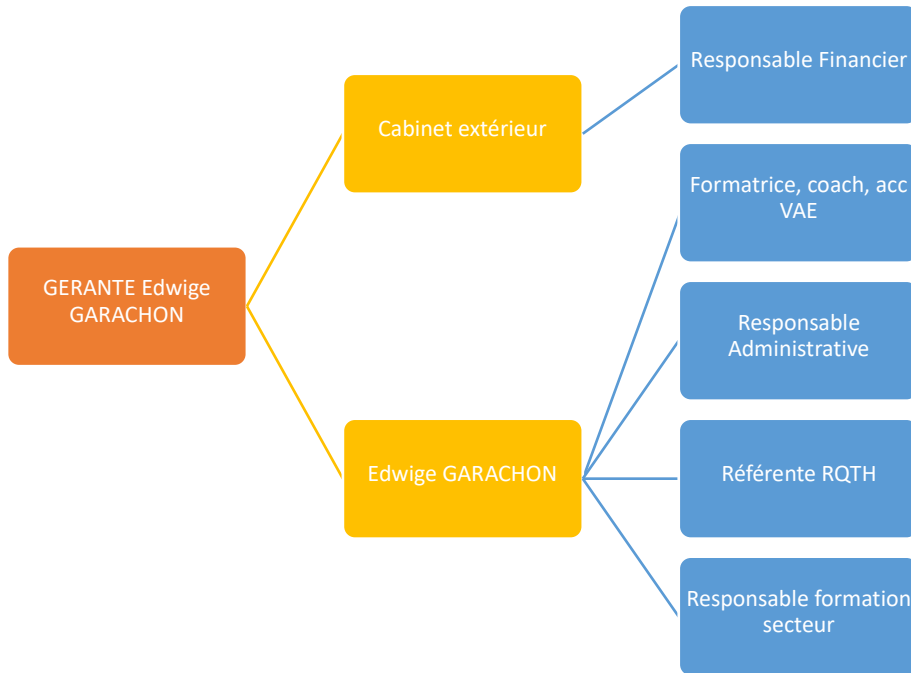 Responsable Financier
Cabinet extérieur
Formatrice, coach, acc
VAE
GERANTE Edwige
GARACHON
Responsable
Administrative
Edwige GARACHON
Référente RQTH
Responsable formation
secteur